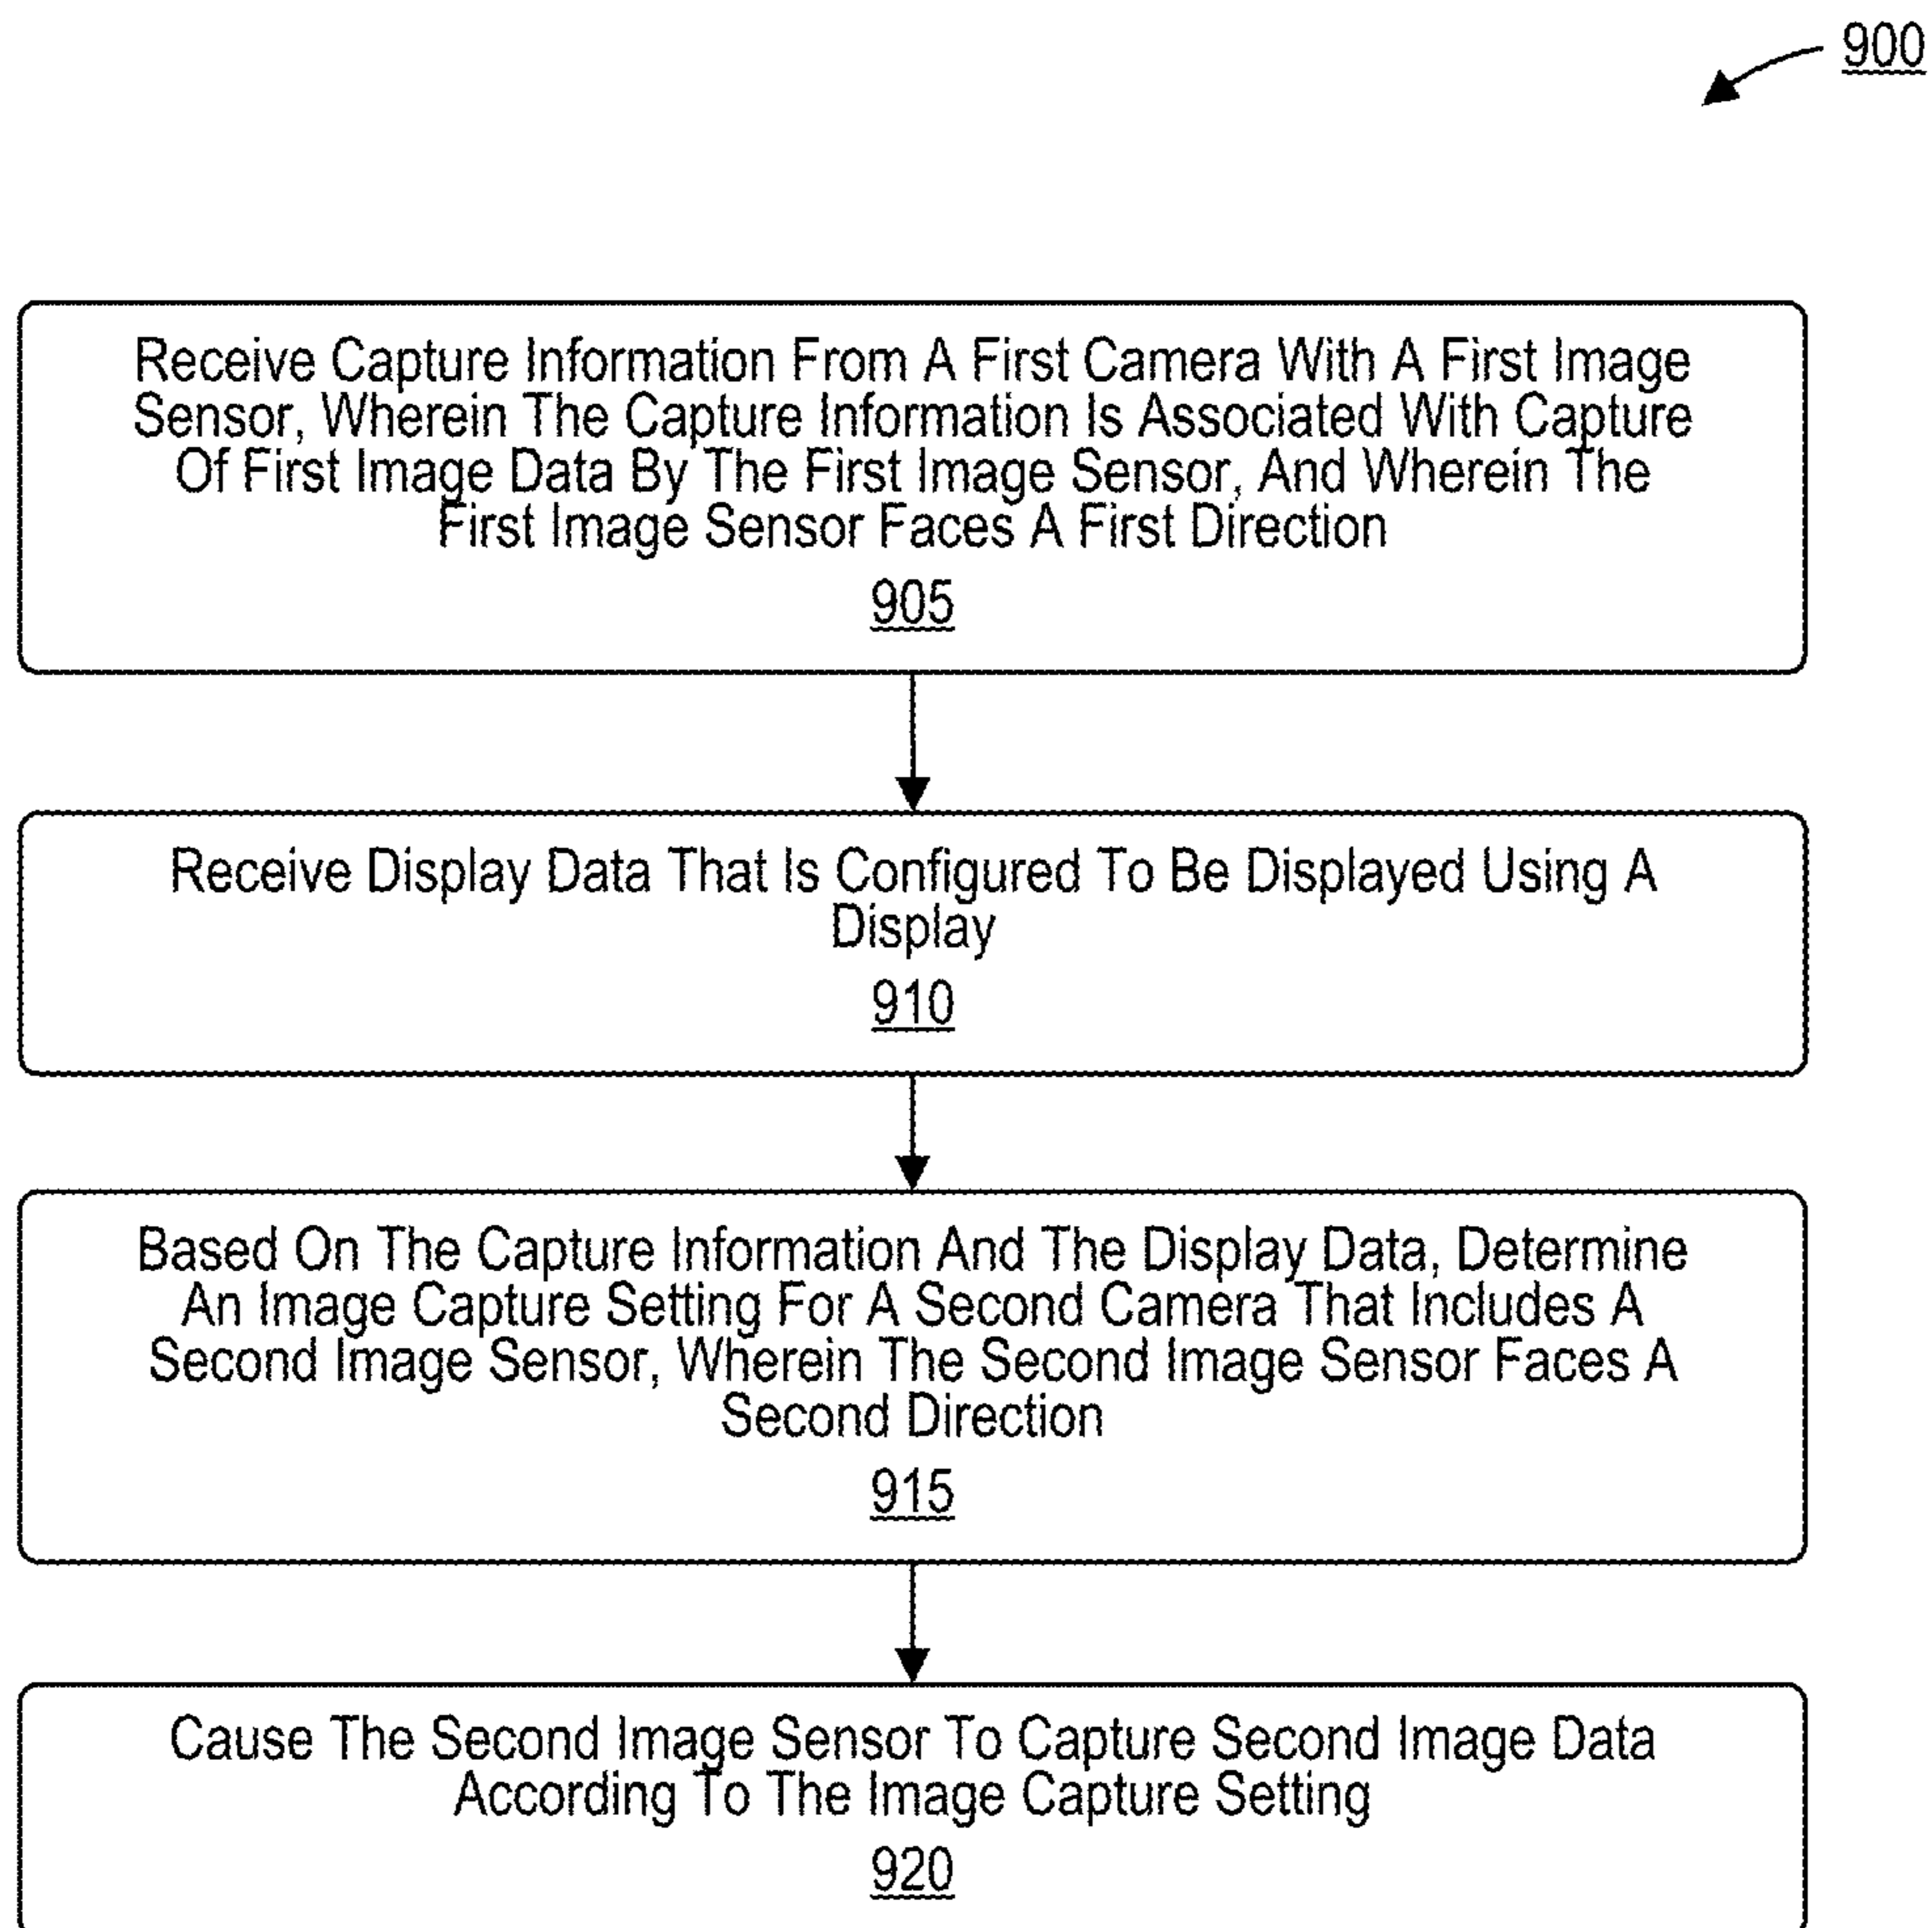 900
Receive Capture Information From A First Camera With A First Image
Sensor, Wherein The Capture Information Is Associated With Capture
Of First Image Data By The First Image Sensor, And Wherein The
First Image Sensor Faces A First Direction
905
Receive Display Data That Is Configured To Be Displayed Using A
Display
910
Based On The Capture Information And The Display Data, Determine
An Image Capture Setting For A Second Camera That Includes A
Second Image Sensor, Wherein The Second Image Sensor Faces A
Second Direction
915
Cause The Second Image Sensor To Capture Second Image Data
According To The Image Capture Setting
920